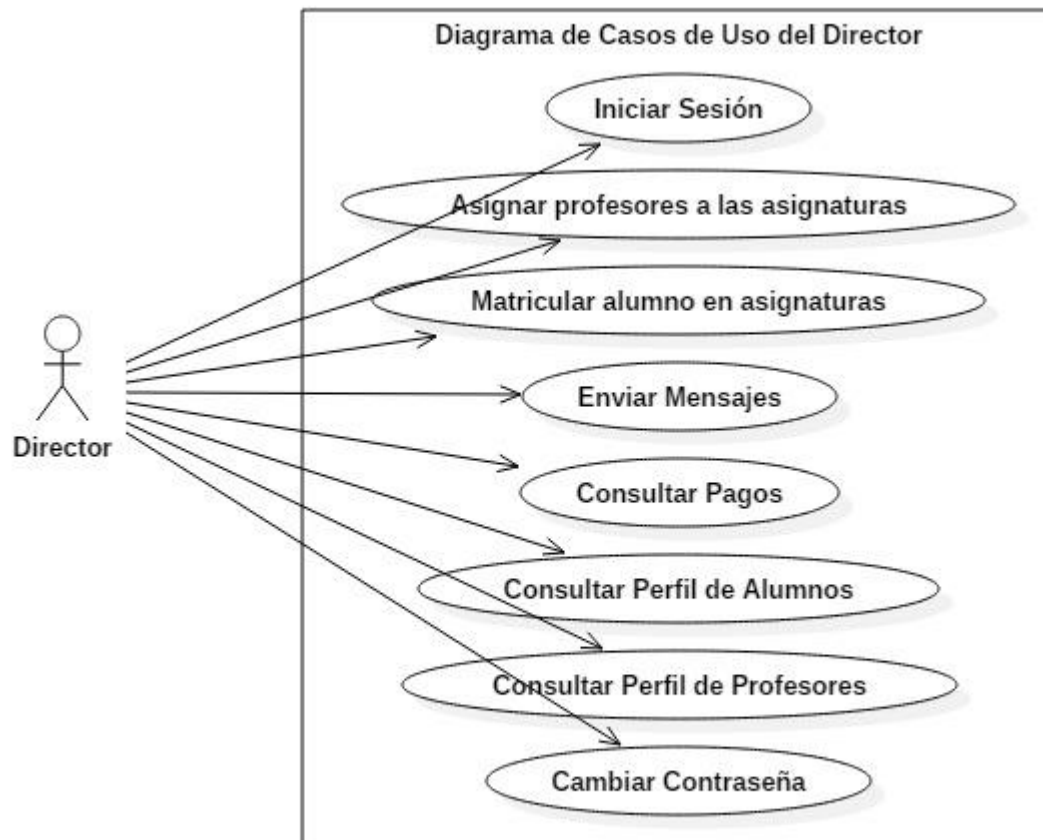 Diagrama de Casos de Uso del Director
Iniciar Sesión
Asignar profesores a las asignaturas
Matricular alumno en asignaturas
Enviar Mensajes
Director
Consultar Pagos
Consultar Perfil de Alumnos
Consultar Perfil de Profesores
Cambiar Contraseña